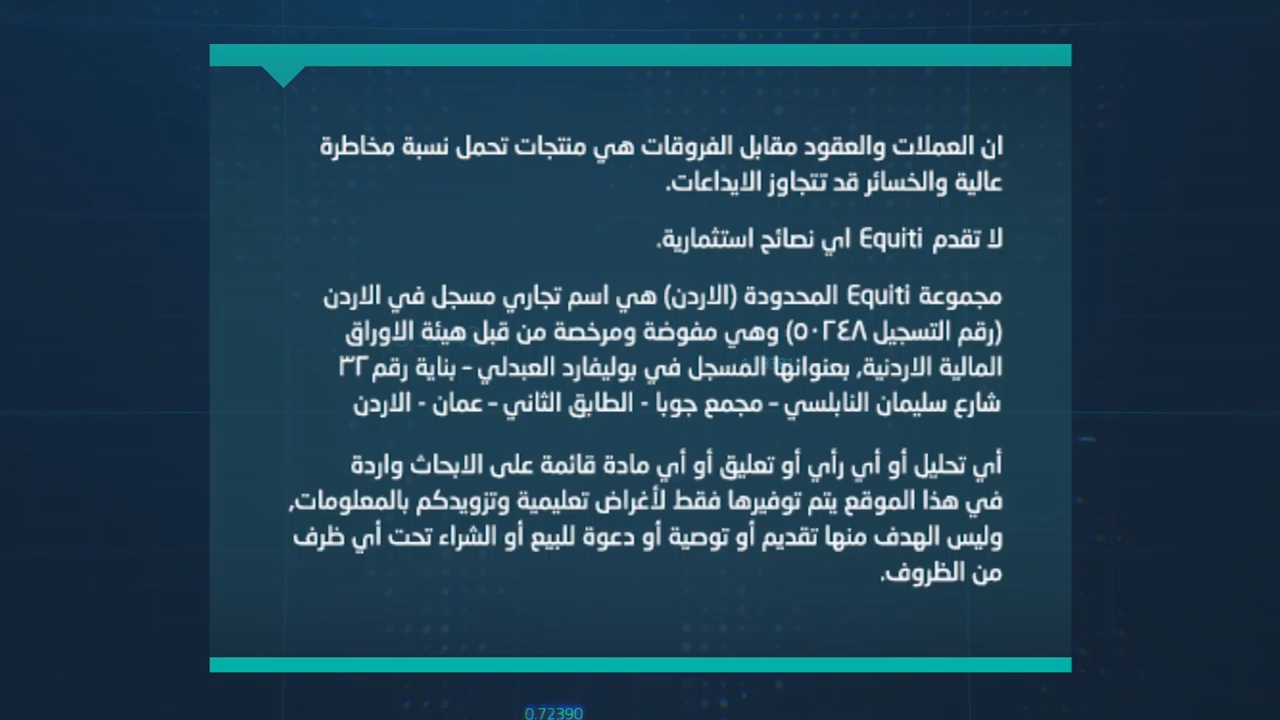 ان العملات والعقود مقابل الفروقات هي منتجات تحمل نسبة مخاطرة
عالية والخسائر قد تتجاوز الايداعات.
لا تقدم Equiti اي نصائح استثمارية.
مجموعة Equiti المحدودة (الاردن) هي اسم تجاري مسجل في الاردن
(رقم التسجيل ٥٠٢٤٨) وهي مفوضة ومرخصة من قبل هيئة الاوراق
المالية الاردنية, بعنوانها المسجل في بوليفارد العبدلي – بناية رقم ٣٢
شارع سليمان النابلسي – مجمع جوبا - الطابق الثاني – عمان - الاردن
أي تحليل أو أي رأي أو تعليق أو أي مادة قائمة على الابحاث واردة
في هذا الموقع يتم توفيرها فقط لأغراض تعليمية وتزويدكم بالمعلومات,
وليس الهدف منها تقديم أو توصية أو دعوة للبيع أو الشراء تحت أي ظرف
من الظروف.
0.72390